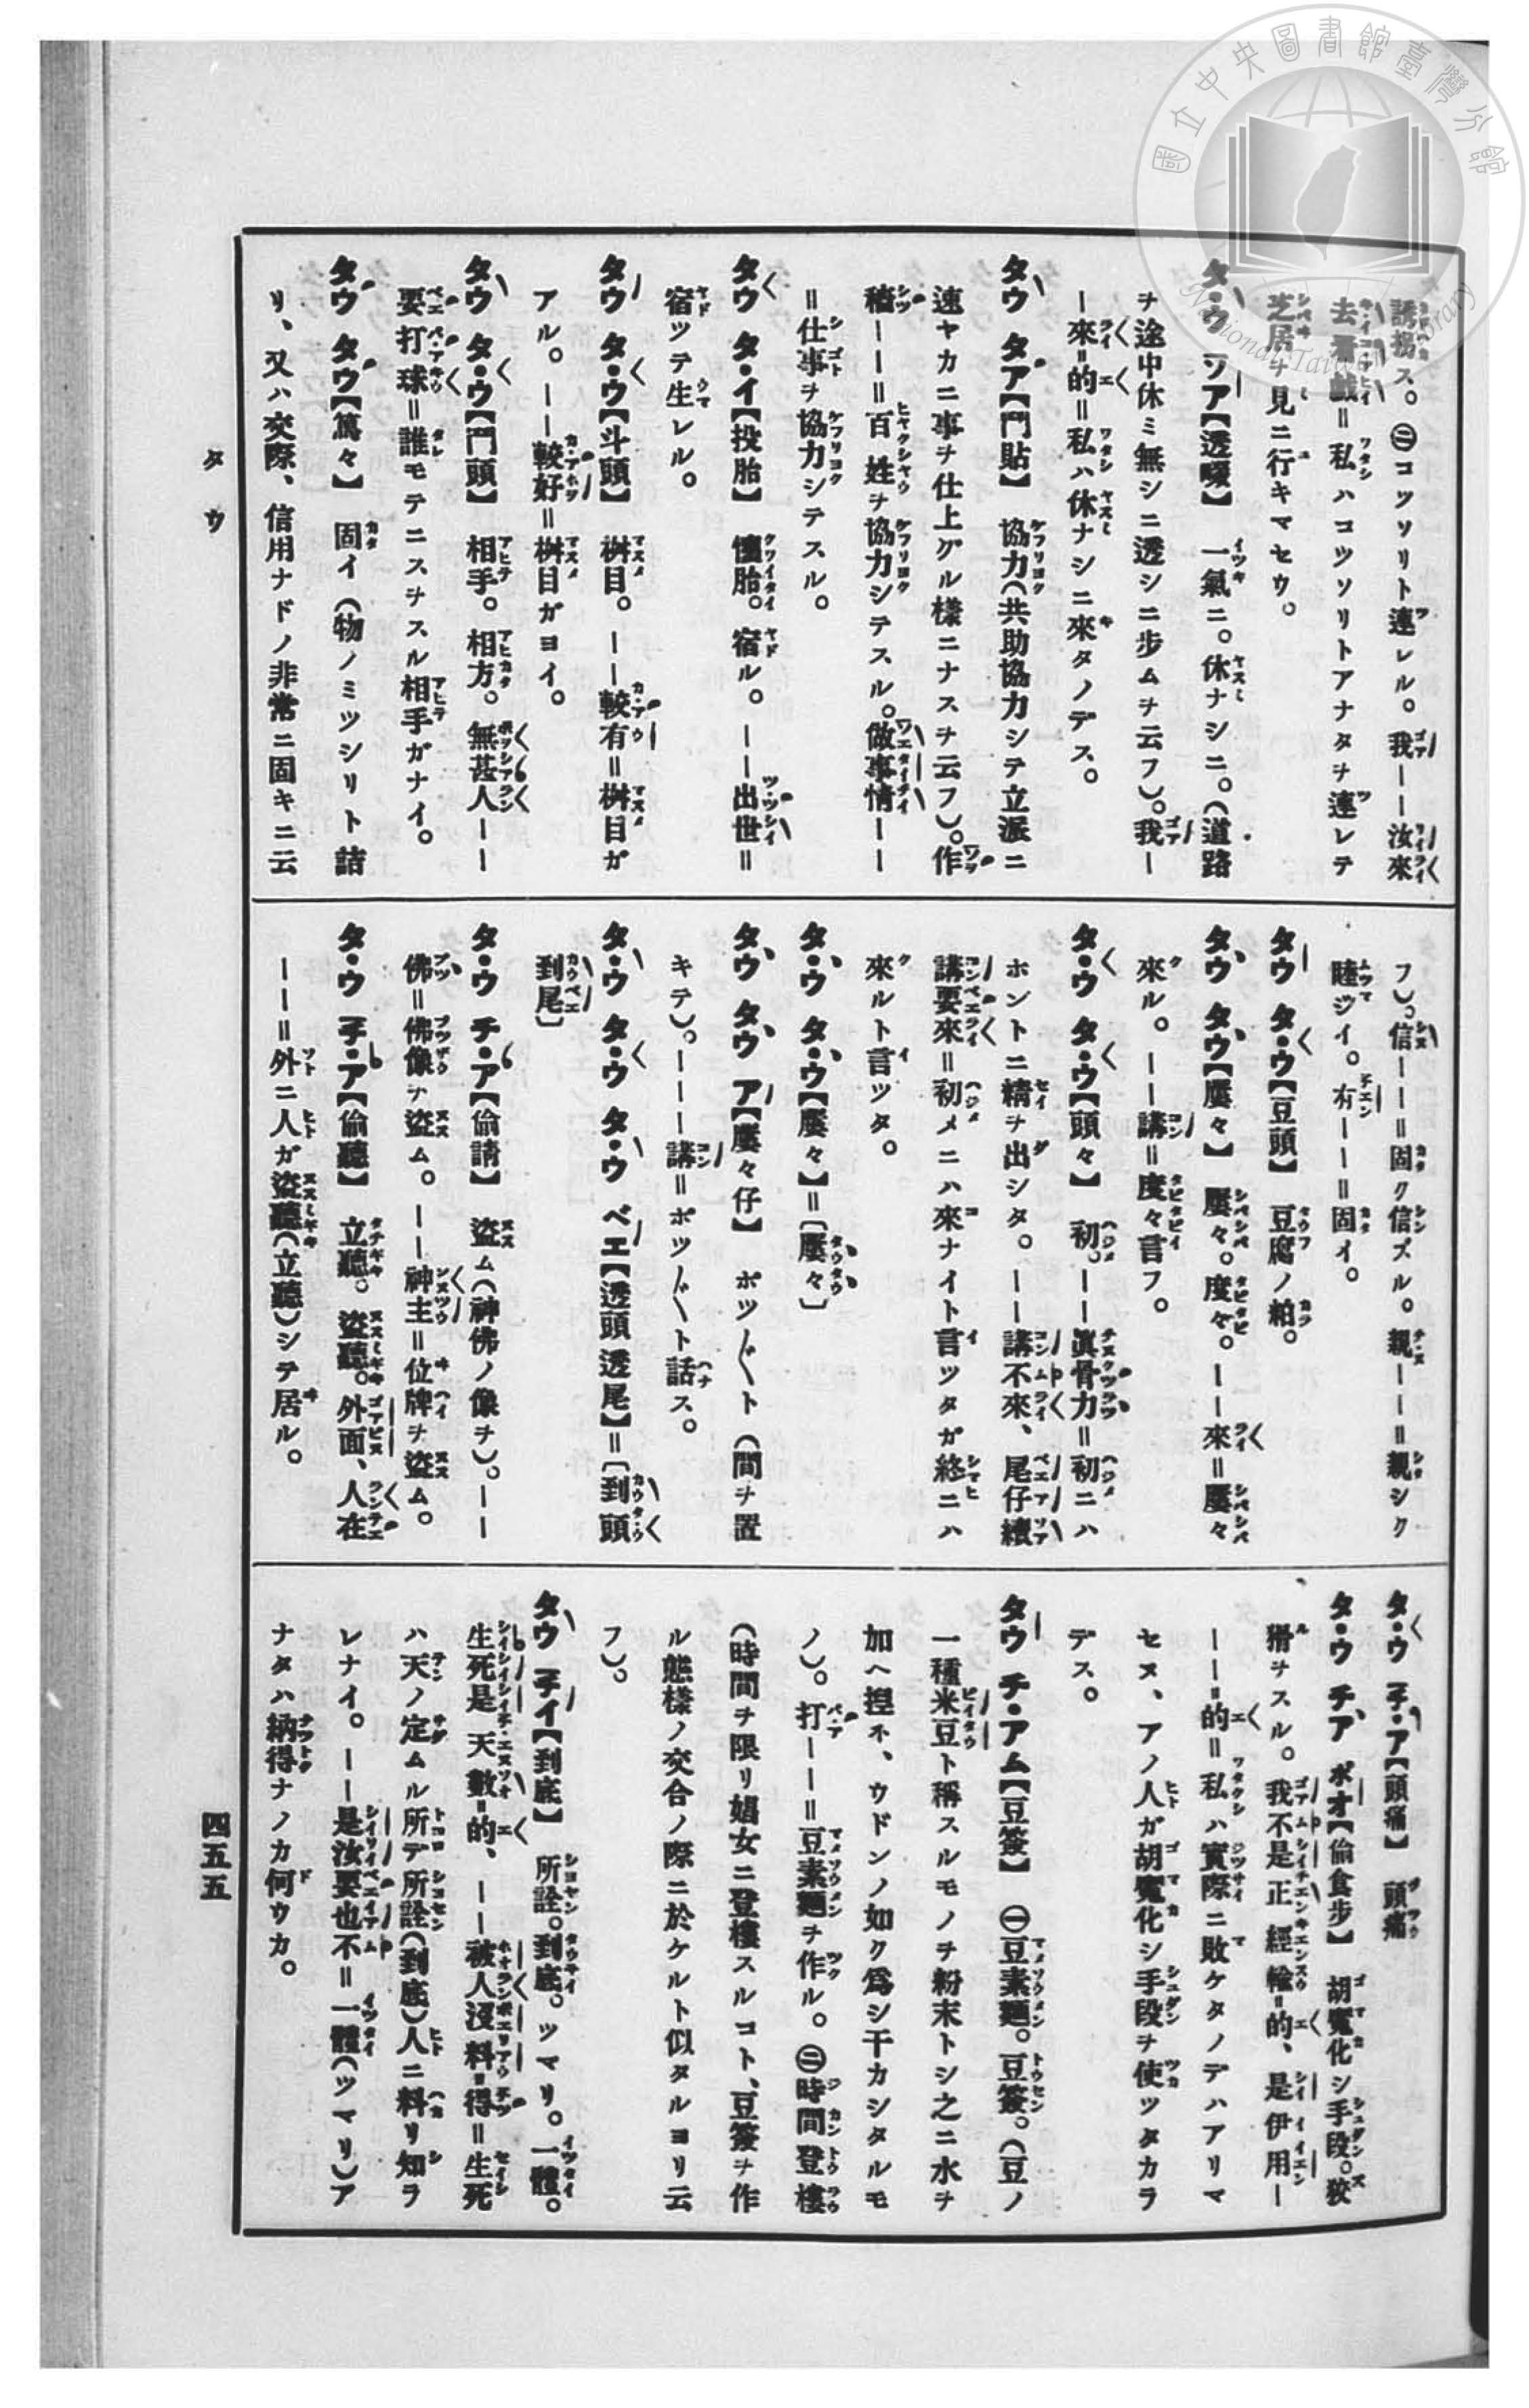 誘拐ス。㊁コッソリト連レル。我──汝來
去看戲＝私ハコッソリトアナタヲ連レテ
芝居ヲ見ニ行キマセウ。
タ・ウ ツア【透啜】 一氣ニ。休ナシニ。(道路
ヲ途中休ミ無シニ透シニ步ムヲ云フ)。我─
─來＝的＝私ハ休ナシニ來タノデス。
タウ タ・ア【鬥貼】 協力(共助協力シテ立派ニ
速ヤカニ事ヲ仕上グル樣ニナスヲ云フ)。作
穡──＝百姓ヲ協力シテスル。做事情──
＝仕事ヲ協力シテスル。
タウ タ・イ【投胎】 懷胎。宿ル。──出世＝
宿ツテ生レル。
タウ タ・ウ【斗頭】 桝目。──較有＝桝目ガ
アル。──較好＝桝目ガヨイ。
タウ タ・ウ【鬥頭】 相手。相方。無甚人──
要打球＝誰モテニスヲスル相手ガナイ。
タウ タウ【篤々】 固イ(物ノミツシリト詰
リ、又ハ交際、信用ナドノ非常ニ固キニ云
フ)。信──＝固ク信ズル。親──＝親シク
睦ジイ。有──＝固イ。
タウ タ・ウ【豆頭】 豆腐ノ粕。
タウ タ・ウ【屢々】 屢々。度々。──來＝屢々
來ル。──講＝度々言フ。
タ・ウ タ・ウ【頭々】 初。──眞骨力＝初ニハ
ホントニ精ヲ出シタ。──講不來、尾仔續
講要來＝初メニハ來ナイト言ツタガ終ニハ
來ルト言ツタ。
タ・ウ タ・ウ【屢々】＝〔屢々〕
タウ タウ ア【屢々仔】 ポツ〴〵ト(間ヲ置
キテ)。───講＝ポツ〴〵ト話ス。
タ・ウ タ・ウ タ・ウ ベエ【透頭透尾】＝〔到頭
到尾〕
タ・ウ チ・ア【偷請】 盜ム(神佛ノ像ヲ)。──
佛＝佛像ヲ盜ム。──神主＝位牌ヲ盜ム。
タ・ウ チ・ア【偷聽】 立聽。盜聽。外面、人在
──＝外ニ人ガ盜聽(立聽)シテ居ル。
タ・ウ チ・ア【頭痛】 頭痛
タ・ウ チア ポオ【偷食步】 胡魔化シ手段。狡
猾ヲスル。我不是正經輸＝的、是伊用─
──＝的＝私ハ實際ニ敗ケタノデハアリマ
セヌ、アノ人ガ胡魔化シ手段ヲ使ツタカラ
デス。
タウ チ・アム【豆簽】 ㊀豆素麵。豆簽。(豆ノ
一種米豆ト稱スルモノヲ粉末トシ之ニ水ヲ
加ヘ揑ネ、ウドンノ如ク爲シ干カシタルモ
ノ)。打──＝豆素麵ヲ作ル。㊁時間登樓
(時間ヲ限リ娼女ニ登樓スルコト、豆簽ヲ作
ル態樣ノ交合ノ際ニ於ケルト似タルヨリ云
フ)。
タウ チイ【到底】 所詮。到底。ツマリ。一體。
生死是天數＝的、──被人沒料＝得＝生死
ハ天ノ定ムル所デ所詮(到底)人ニ料リ知ラ
レナイ。──是汝要也不＝一體(ツマリ)ア
ナタハ納得ナノカ何ウカ。
タウ
四五五
國立中央圖書館臺灣分館